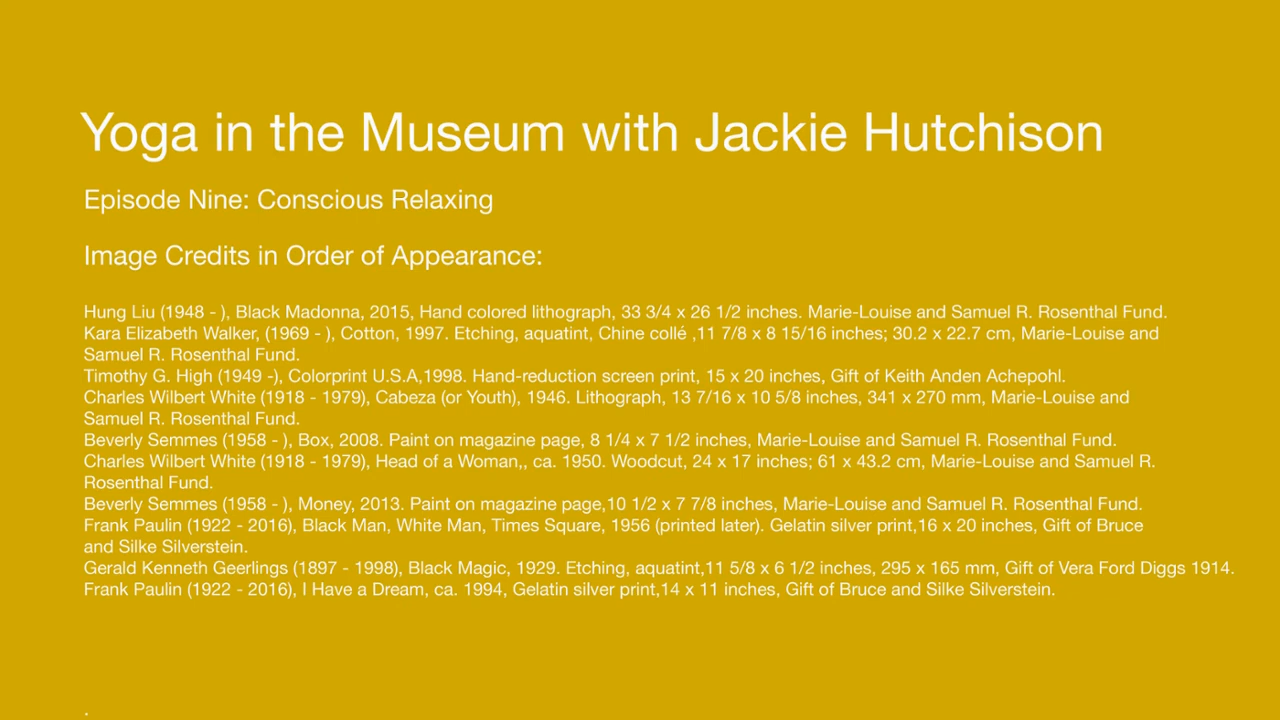 Yoga in the Museum with Jackie Hutchison
Episode Nine: Conscious Relaxing
Image Credits in Order of Appearance:
Hung Liu (1948 - ), Black Madonna, 2015, Hand colored lithograph, 33 3/4 x 26 1/2 inches. Marie-Louise and Samuel R. Rosenthal Fund.
Kara Elizabeth Walker, (1969 - ), Cotton, 1997. Etching, aquatint, Chine collé ,11 7/8 x 8 15/16 inches; 30.2 x 22.7 cm, Marie-Louise and
Samuel R. Rosenthal Fund.
Timothy G. High (1949 -), Colorprint U.S.A,1998. Hand-reduction screen print, 15 x 20 inches, Gift of Keith Anden Achepohl.
Charles Wilbert White (1918 - 1979), Cabeza (or Youth), 1946. Lithograph, 13 7/16 x 10 5/8 inches, 341 x 270 mm, Marie-Louise and
Samuel R. Rosenthal Fund.
Beverly Semmes (1958 - ), Box, 2008. Paint on magazine page, 8 1/4 x 7 1/2 inches, Marie-Louise and Samuel R. Rosenthal Fund.
Charles Wilbert White (1918 - 1979), Head of a Woman,, ca. 1950. Woodcut, 24 x 17 inches; 61 x 43.2 cm, Marie-Louise and Samuel R.
Rosenthal Fund.
Beverly Semmes (1958 - ), Money, 2013. Paint on magazine page,10 1/2 x 7 7/8 inches, Marie-Louise and Samuel R. Rosenthal Fund.
Frank Paulin (1922 - 2016), Black Man, White Man, Times Square, 1956 (printed later). Gelatin silver print,16 x 20 inches, Gift of Bruce
and Silke Silverstein.
Gerald Kenneth Geerlings (1897 - 1998), Black Magic, 1929. Etching, aquatint,11 5/8 x 6 1/2 inches, 295 x 165 mm, Gift of Vera Ford Diggs 1914.
Frank Paulin (1922 - 2016), I Have a Dream, ca. 1994, Gelatin silver print,14 x 11 inches, Gift of Bruce and Silke Silverstein.
.